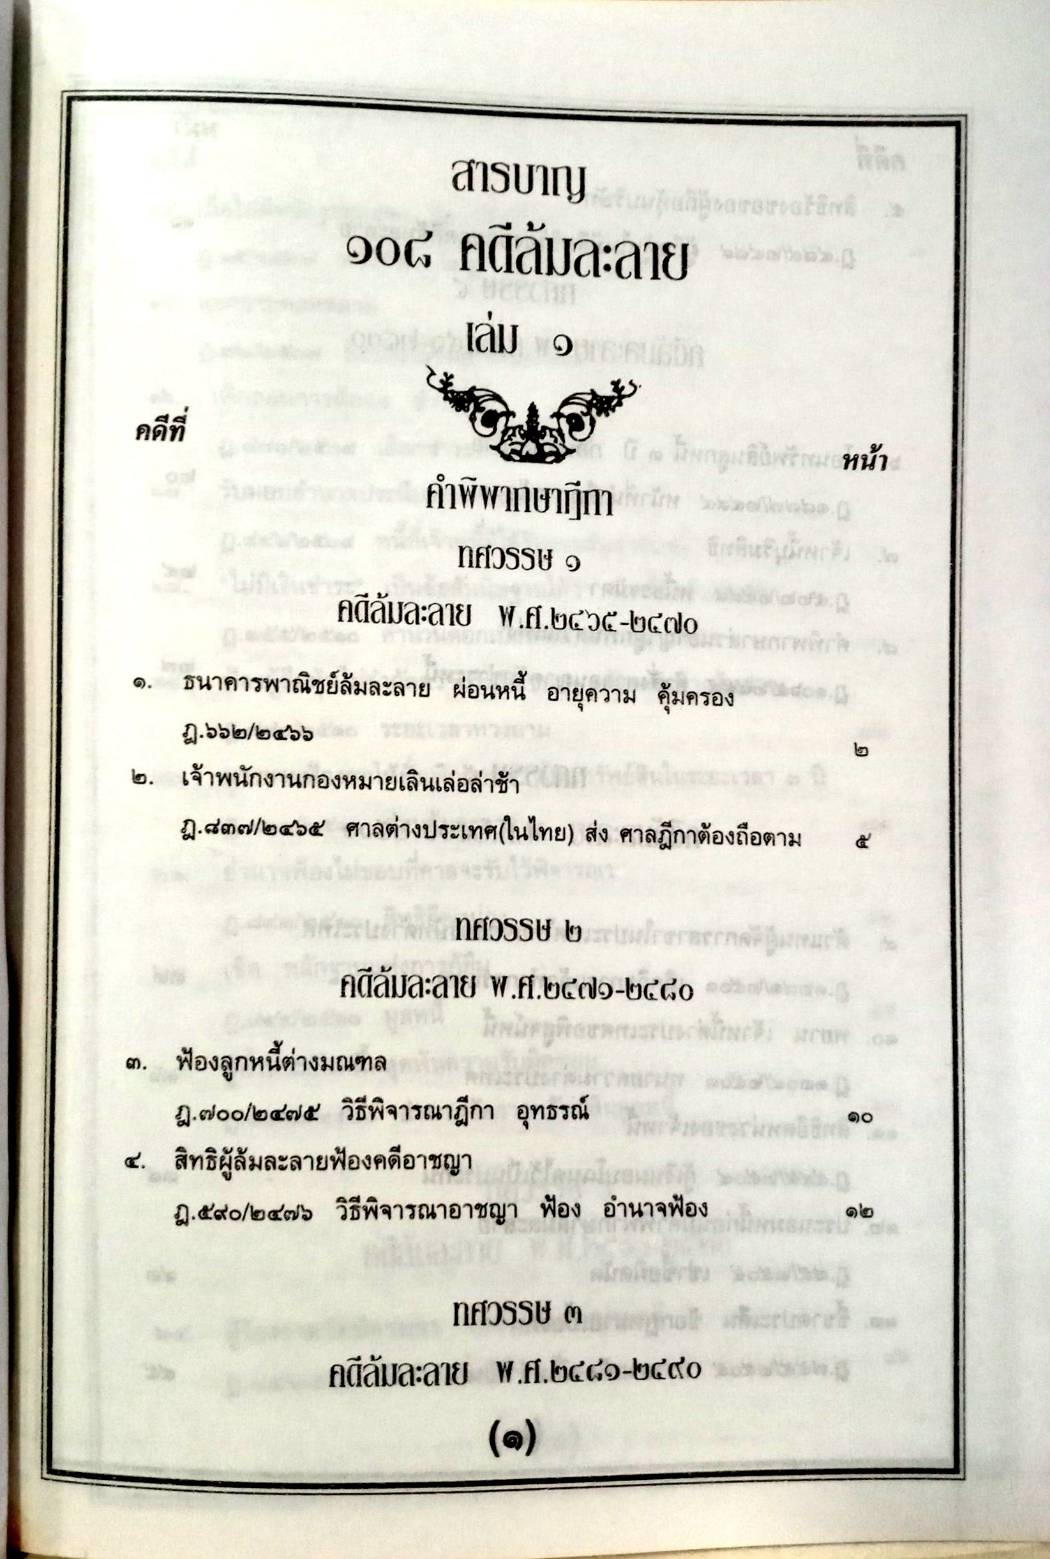 สารบาญ
๑๐๘ คดีล้มละลาย
เล่ม ๑
คดีที่
หน้า
คำพิพากษาฎีกา
ทศวรรษ ๑
คดีล้มละลาย พ.ศ.๒๔๖๕-๒๔๗๐
๑. ธนาคารพาณิชย์ล้มละลาย ผ่อนหนี้ อายุความ คุ้มครอง
ฎ.๖๖๒/๒๔๖๖ ๒
๒. เจ้าพนักงานกองหมายเลินเล่อล่าช้า
ฎ.๘๓๗/๒๔๖๕ ศาลต่างประเทศ(ในไทย) ส่ง ศาลฎีกาต้องถือตาม ๕
ทศวรรษ ๒
คดีล้มละลาย พ.ศ.๒๔๗๑-๒๔๘๐
๓. ฟ้องลูกหนี้ต่างมณฑล
ฎ.๗๐๐/๒๔๗๕ วิธีพิจารณาฎีกา อุทธรณ์ ๑๐
๔. สิทธิผู้ล้มละลายฟ้องคดีอาชญา
ฎ.๕๙๐/๒๔๗๖ วิธีพิจารณาอาชญา ฟ้อง อำนาจฟ้อง ๑๒
ทศวรรษ ๓
คดีล้มละลาย พ.ศ.๒๔๘๑-๒๔๙๐
(๑)